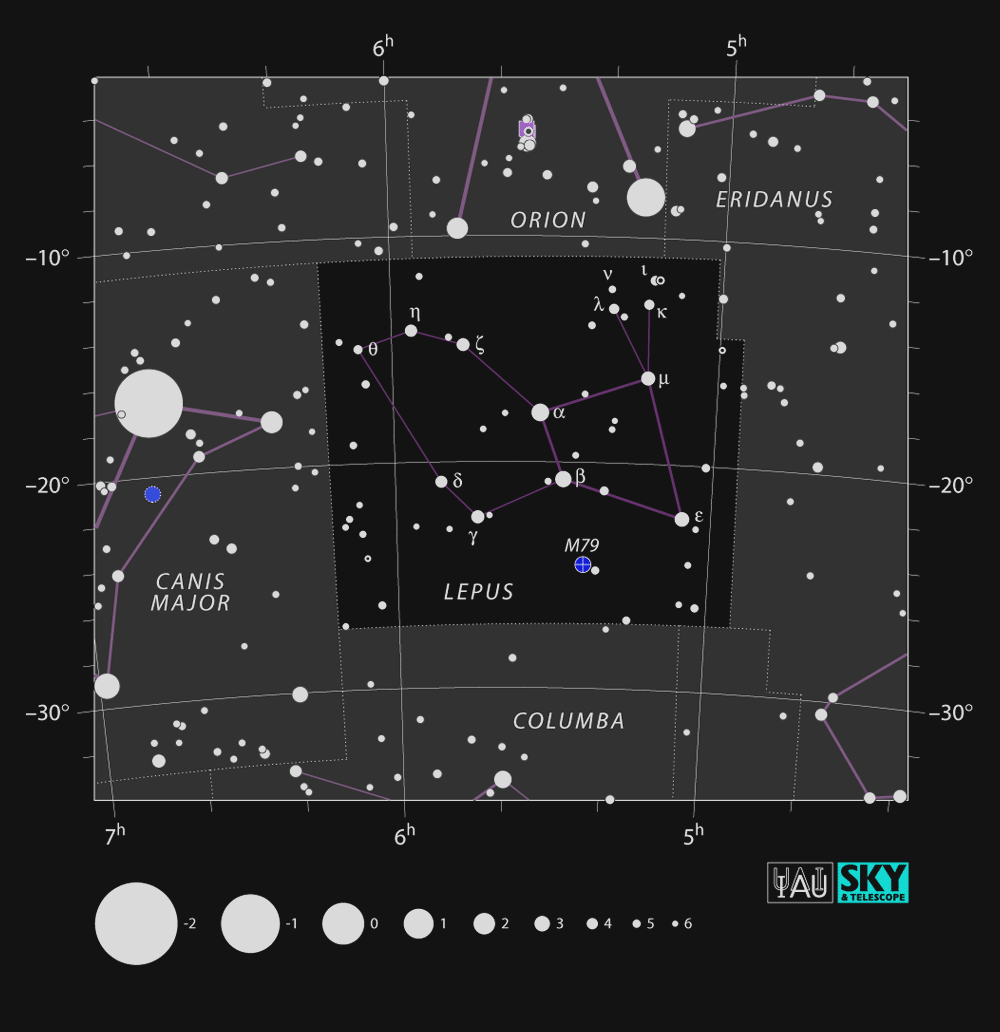 6h 5h
ν ι
λ κ
–10° –10°
ORION ERIDANUS
η
θ ζ μ
α
–20° β –20°
δ ε
γ
M79
CANIS
MAJOR
LEPUS
–30° COLUMBA –30°
7h 6h 5h
IAU UAI
SKY
& TELESCOPE
-2 -1 0 1 2 3 4 5 6